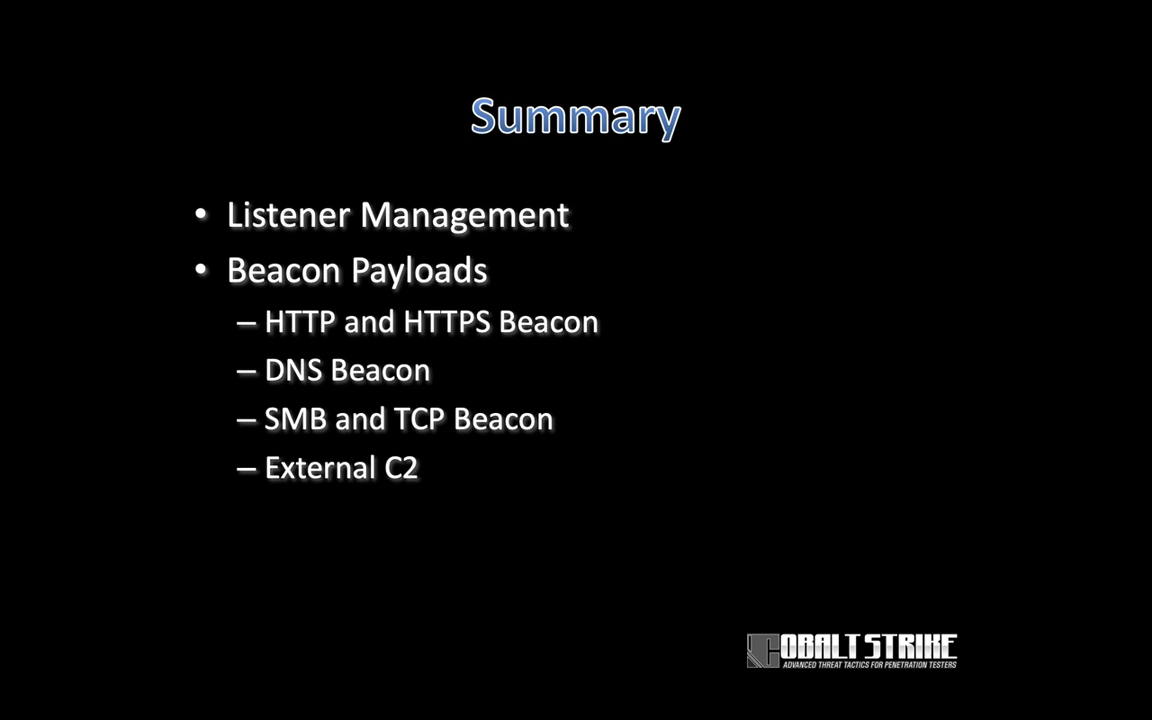 Summary
• Listener Management
• Beacon Payloads
– HTTP and HTTPS Beacon
– DNS Beacon
– SMB and TCP Beacon
– External C2
COBALT STRIKE
ADVANCED THREAT TACTICS FOR PENETRATION TESTERS